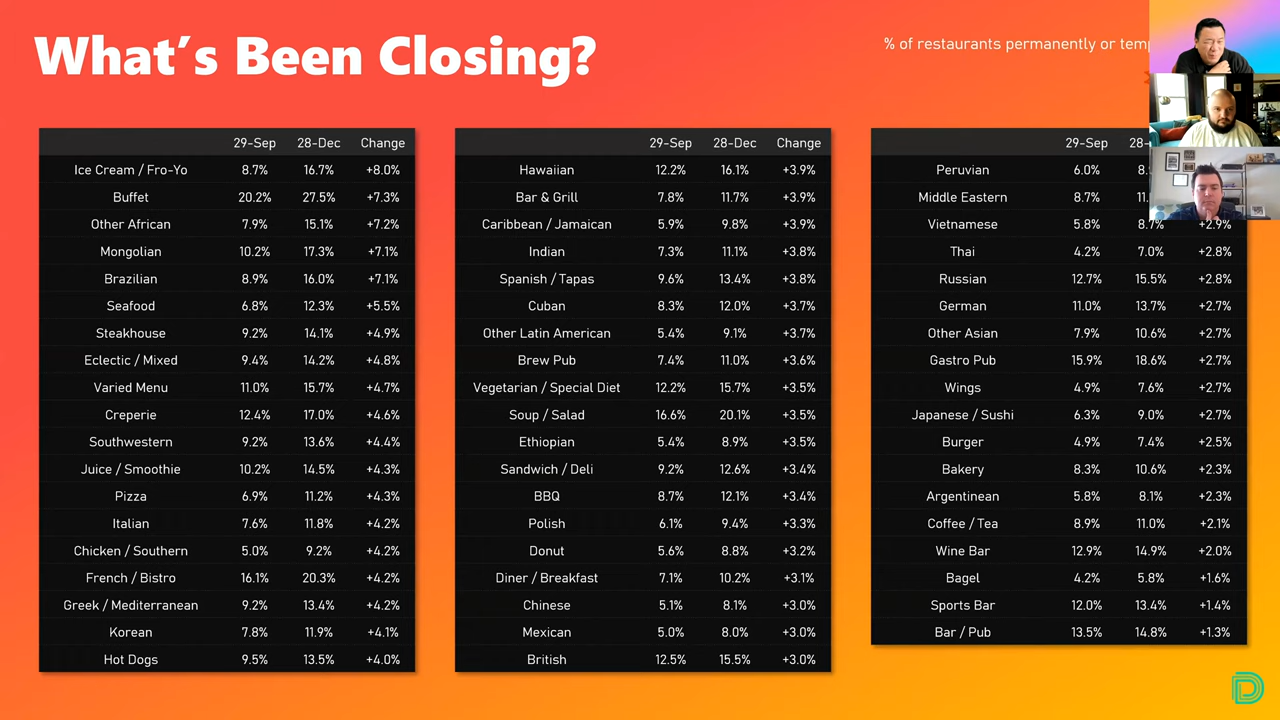 What's Been Closing?
% of restaurants permanently or
29-Sep 28-Dec Change
Ice Cream / Fro-Yo 8.7% 16.7% +8.0%
Buffet 20.2% 27.5% +7.3%
Other African 7.9% 15.1% +7.2%
Mongolian 10.2% 17.3% +7.1%
Brazilian 8.9% 16.0% +7.1%
Seafood 6.8% 12.3% +5.5%
Steakhouse 9.2% 14.1% +4.9%
Eclectic / Mixed 9.4% 14.2% +4.8%
Varied Menu 11.0% 15.7% +4.7%
Creperie 12.4% 17.0% +4.6%
Southwestern 9.2% 13.6% +4.4%
Juice / Smoothie 10.2% 14.5% +4.3%
Pizza 6.9% 11.2% +4.3%
Italian 7.6% 11.8% +4.2%
Chicken / Southern 5.0% 9.2% +4.2%
French / Bistro 16.1% 20.3% +4.2%
Greek / Mediterranean 9.2% 13.4% +4.2%
Korean 7.8% 11.9% +4.1%
Hot Dogs 9.5% 13.5% +4.0%
29-Sep 28-Dec Change
Hawaiian 12.2% 16.1% +3.9%
Bar & Grill 7.8% 11.7% +3.9%
Caribbean / Jamaican 5.9% 9.8% +3.9%
Indian 7.3% 11.1% +3.8%
Spanish / Tapas 9.6% 13.4% +3.8%
Cuban 8.3% 12.0% +3.7%
Other Latin American 5.4% 9.1% +3.7%
Brew Pub 7.4% 11.0% +3.6%
Vegetarian / Special Diet 12.2% 15.7% +3.5%
Soup / Salad 16.6% 20.1% +3.5%
Ethiopian 5.4% 8.9% +3.5%
Sandwich / Deli 9.2% 12.6% +3.4%
BBQ 8.7% 12.1% +3.4%
Polish 6.1% 9.4% +3.3%
Donut 5.6% 8.8% +3.2%
Diner / Breakfast 7.1% 10.2% +3.1%
Chinese 5.1% 8.1% +3.0%
Mexican 5.0% 8.0% +3.0%
British 12.5% 15.5% +3.0%
29-Sep
Peruvian 6.0%
Middle Eastern 8.7%
Vietnamese 5.8% 8.7% +2.9%
Thai 4.2% 7.0% +2.8%
Russian 12.7% 15.5% +2.8%
German 11.0% 13.7% +2.7%
Other Asian 7.9% 10.6% +2.7%
Gastro Pub 15.9% 18.6% +2.7%
Wings 4.9% 7.6% +2.7%
Japanese / Sushi 6.3% 9.0% +2.7%
Burger 4.9% 7.4% +2.5%
Bakery 8.3% 10.6% +2.3%
Argentinean 5.8% 8.1% +2.3%
Coffee / Tea 8.9% 11.0% +2.1%
Wine Bar 12.9% 14.9% +2.0%
Bagel 4.2% 5.8% +1.6%
Sports Bar 12.0% 13.4% +1.4%
Bar / Pub 13.5% 14.8% +1.3%